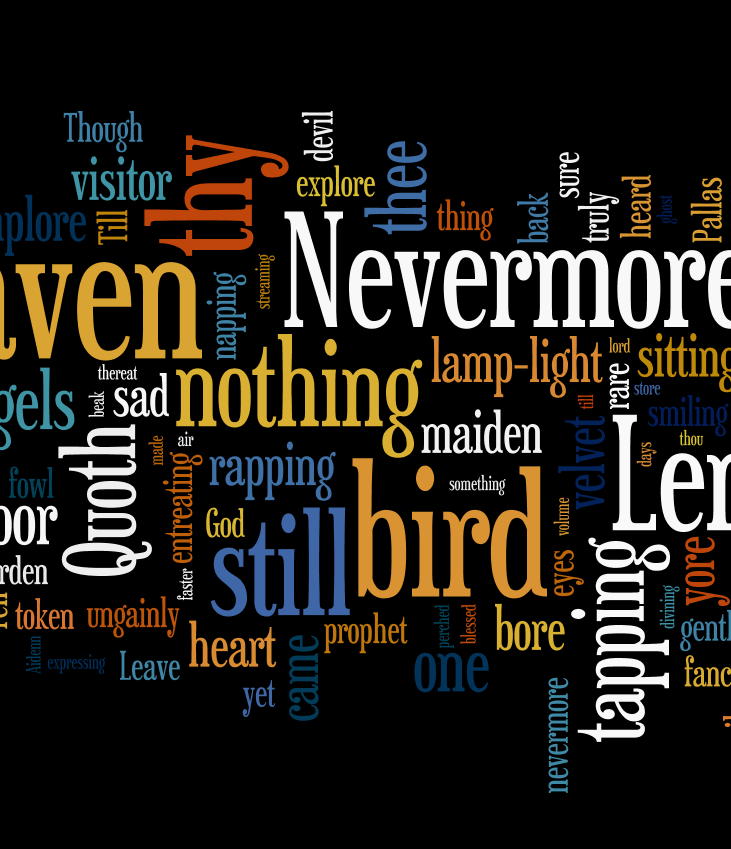 Though
devil
visitor
thy
explore
thee
sure
thing
back
truly
heard
ghost
Pallas
plore
Till
aven
napping
streaming
Nevermore
thereat
nothing
lamp-light
lord
sitting
gels
beak
sad
rare
store
till
smiling
maiden
velvet
Len
thou
days
Quoth
made
air
rapping
bird
something
fowl
oor
entreating
God
still
volume
rden
faster
eyes
tapping
yore
token
ungainly
heart
prophet
perched
blessed
bore
divining
gentl
Aidenn
expressing
Leave
came
one
fanc
yet
nevermore